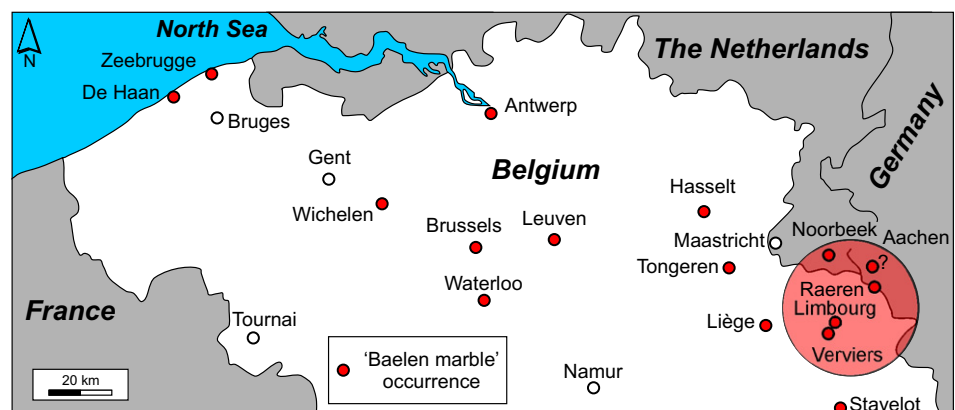 North Sea
N
Zeebrugge
De Haan
Bruges
Antwerp
The Netherlands
Germany
Gent
Wichelen
Belgium
Hasselt
Brussels
Leuven
Maastricht
Noorbeek
Aachen
?
Tongeren
Raeren
Limbourg
Waterloo
Liège
Verviers
France
Tournai
'Baelen marble'
occurrence
Namur
20 km
Stavelot